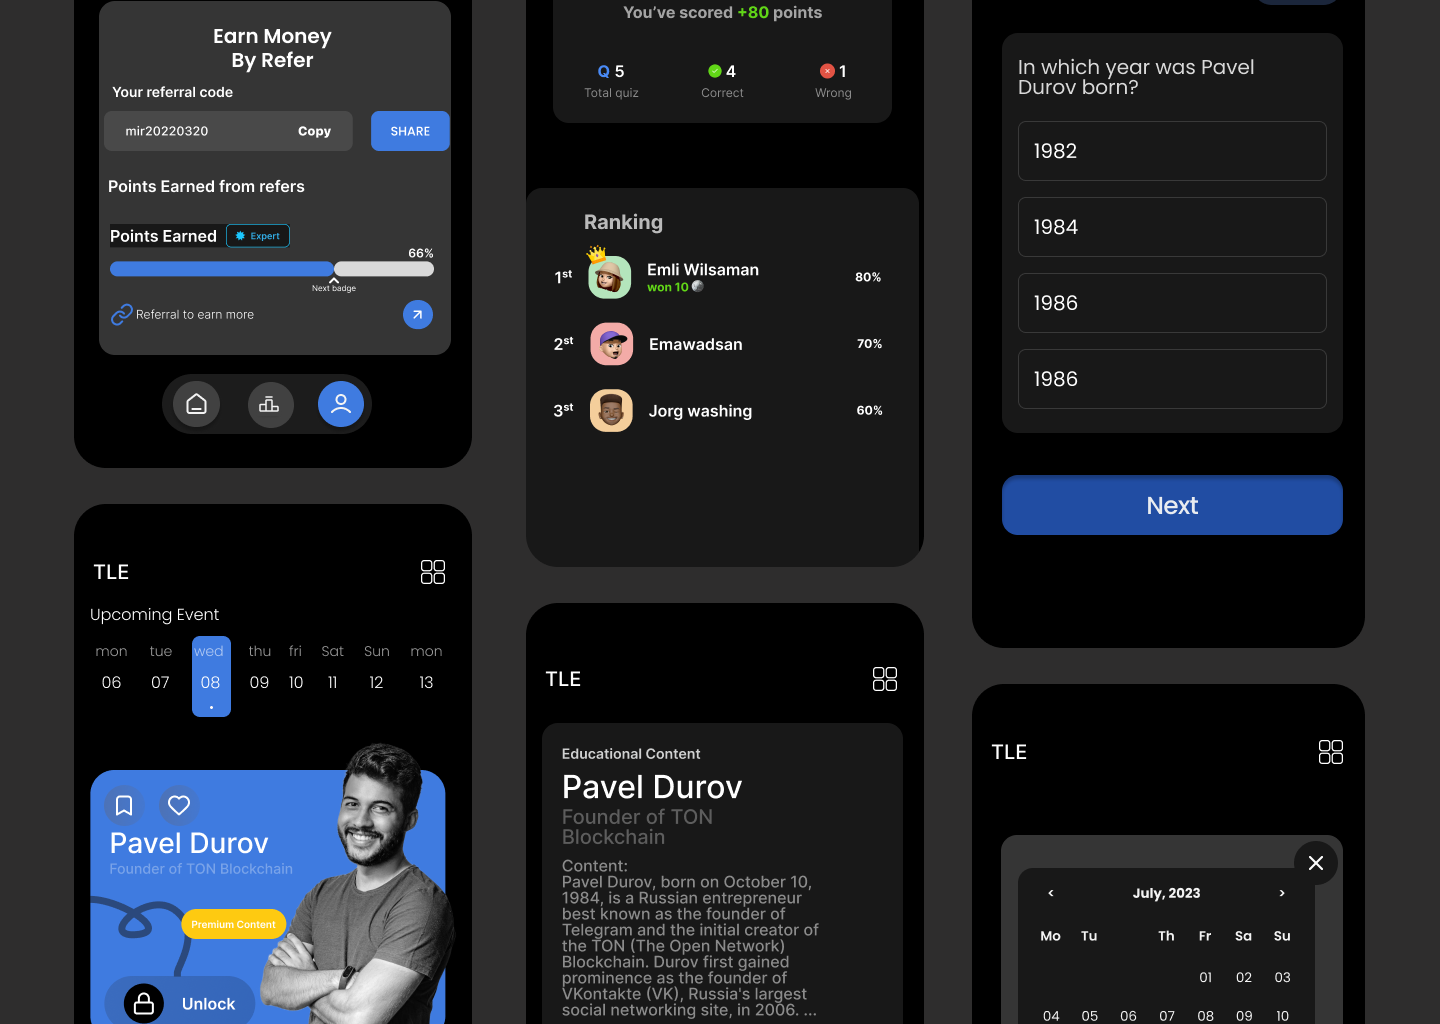 Earn Money
By Refer
Your referral code
mir20220320
Copy
SHARE
Points Earned from refers
Points Earned
Expert
66%
Next badge
Referral to earn more
TLE
Upcoming Event
mon tue wed thu fri Sat Sun mon
06 07 08 09 10 11 12 13
Pavel Durov
Founder of TON Blockchain
Premium Content
Unlock
You’ve scored +80 points
Q 5
4
1
Total quiz
Correct
Wrong
Ranking
1st
Emli Wilsaman
won 10
80%
2st
Emawadsan
70%
3st
Jorg washing
60%
TLE
Educational Content
Pavel Durov
Founder of TON
Blockchain
Content:
Pavel Durov, born on October 10,
1984, is a Russian entrepreneur
best known as the founder of
Telegram and the initial creator of
the TON (The Open Network)
Blockchain. Durov first gained
prominence as the founder of
VKontakte (VK), Russia's largest
social networking site, in 2006. ...
In which year was Pavel
Durov born?
1982
1984
1986
1986
Next
TLE
‹ July, 2023 ›
Mo Tu Th Fr Sa Su
01 02 03
04 05 06 07 08 09 10